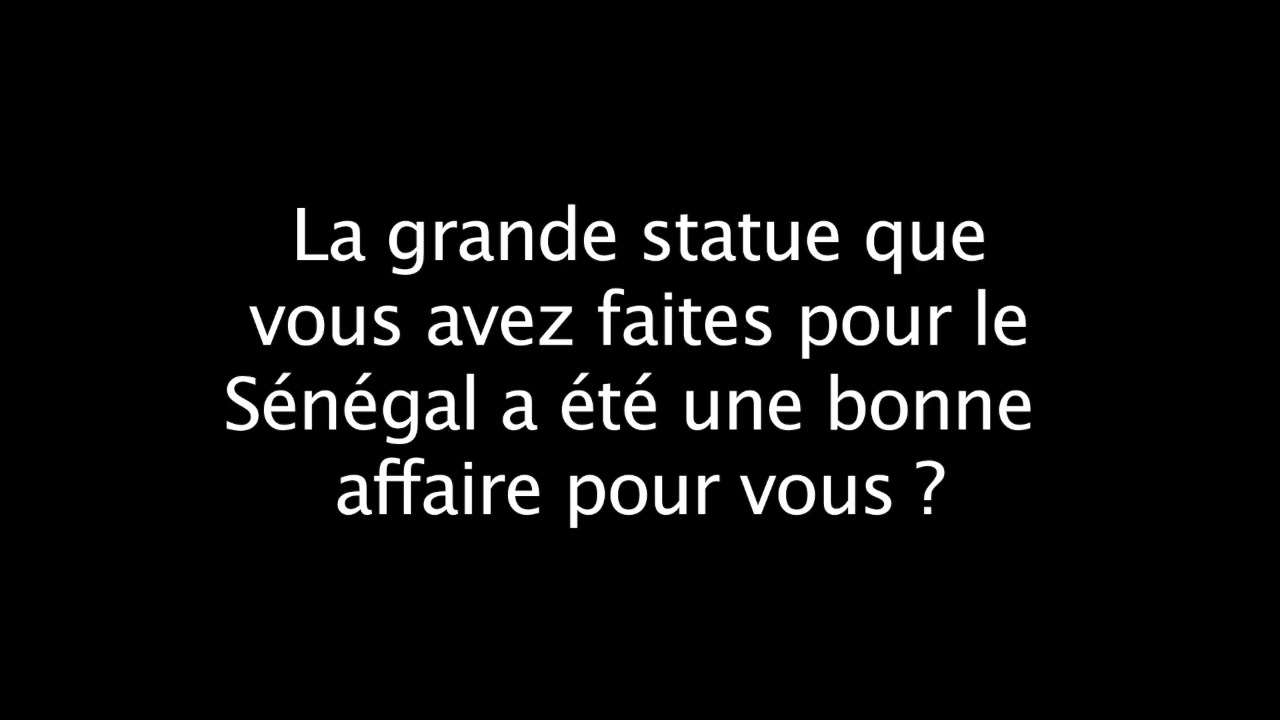 La grande statue que
vous avez faites pour le
Sénégal a été une bonne
affaire pour vous ?